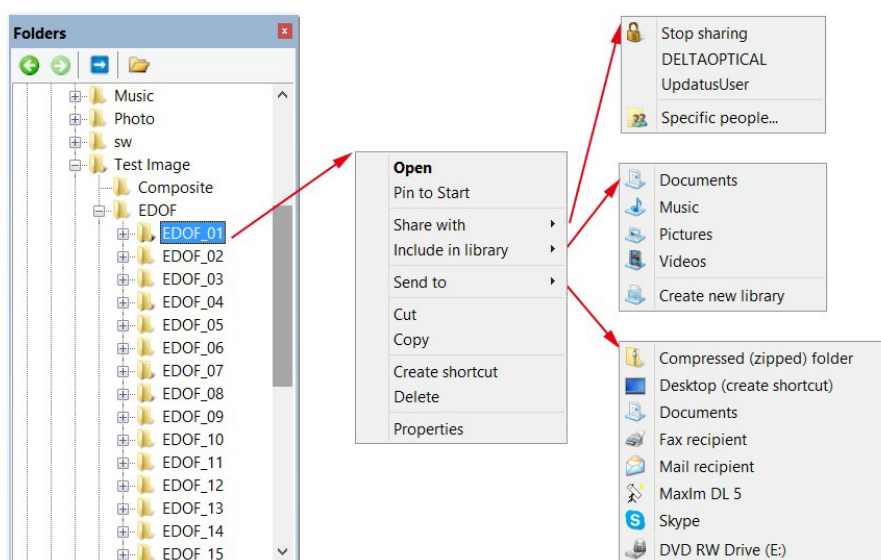 Folders
Music
Photo
sw
Test Image
Composite
EDOF
EDOF_01
EDOF_02
EDOF_03
EDOF_04
EDOF_05
EDOF_06
EDOF_07
EDOF_08
EDOF_09
EDOF_10
EDOF_11
EDOF_12
EDOF_13
EDOF_14
EDOF_15
Open
Pin to Start
Share with
Include in library
Send to
Cut
Copy
Create shortcut
Delete
Properties
Stop sharing
DELTAOPTICAL
UpdatusUser
Specific people...
Documents
Music
Pictures
Videos
Create new library
Compressed (zipped) folder
Desktop (create shortcut)
Documents
Fax recipient
Mail recipient
MaxIm DL 5
Skype
DVD RW Drive (E:)